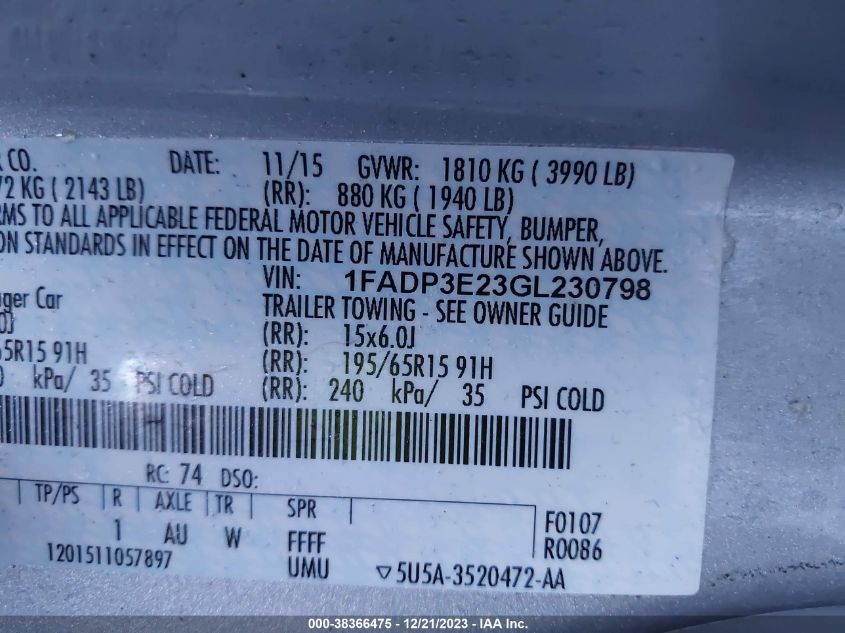 CO. DATE: 11/15 GVWR: 1810 KG ( 3990 LB)
72 KG ( 2143 LB) (RR): 880 KG ( 1940 LB)
RMS TO ALL APPLICABLE FEDERAL MOTOR VEHICLE SAFETY, BUMPER,
ON STANDARDS IN EFFECT ON THE DATE OF MANUFACTURE SHOWN ABOVE.
VIN: 1FADP3E23GL230798
ger Car TRAILER TOWING - SEE OWNER GUIDE
0J (RR): 15x6.0J
65R15 91H (RR): 195/65R15 91H
0 kPa/ 35 PSI COLD (RR): 240 kPa/ 35 PSI COLD
RC: 74 DSO:
TP/PS R AXLE TR SPR
1 AU W FFFF F0107
1201511057897 UMU R0086
▽5U5A-3520472-AA
000-38366475 - 12/21/2023 - IAA Inc.